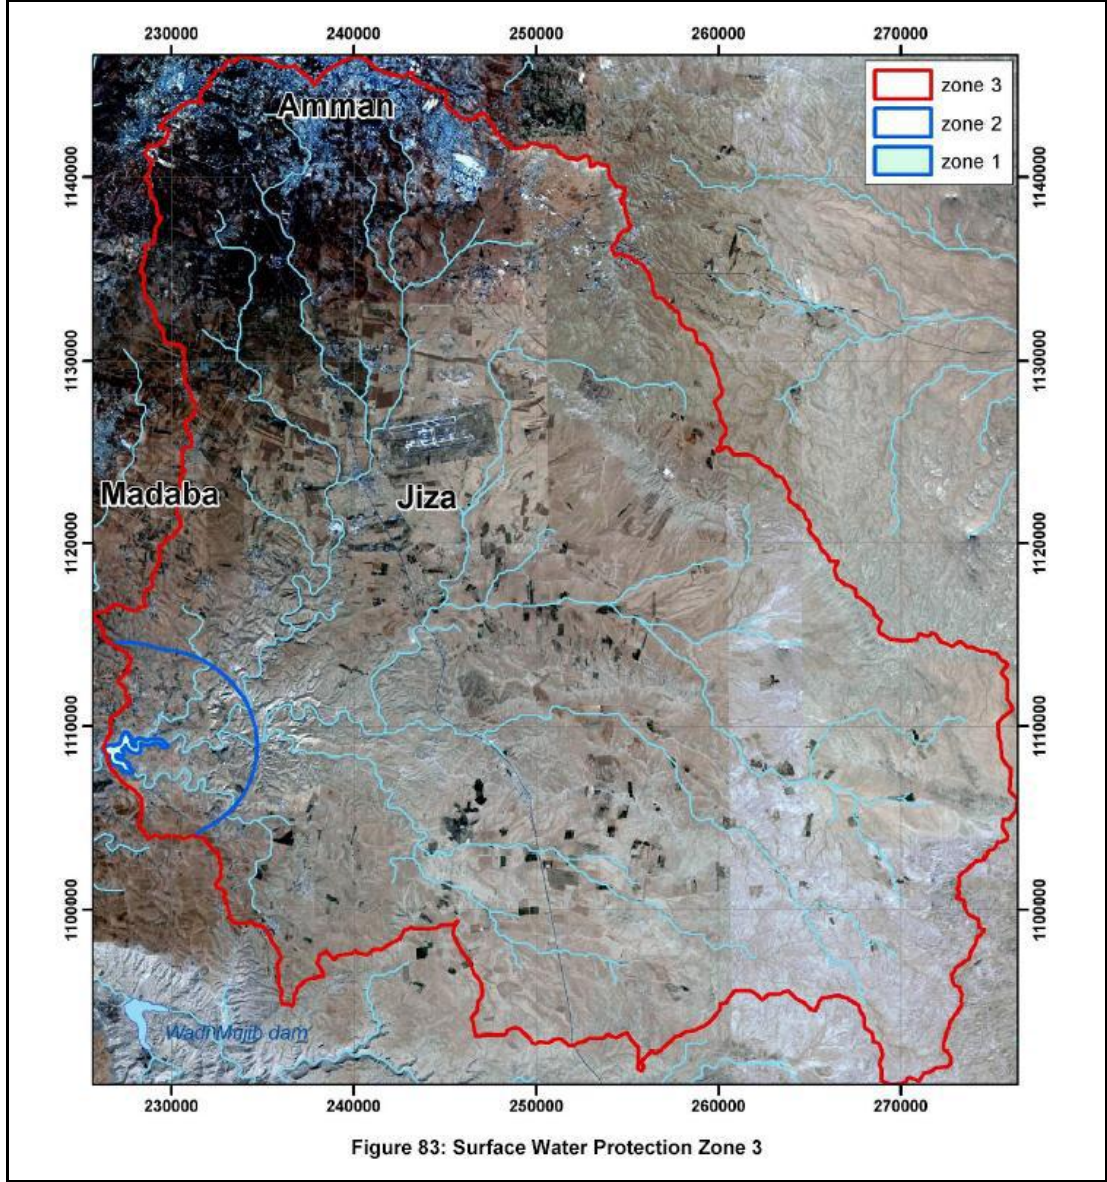 230000 240000 250000 260000 270000
zone 3
zone 2
zone 1
Amman
1140000 1140000
1130000 1130000
Madaba Jiza
1120000 1120000
1110000 1110000
1100000 1100000
Wadi Mujib dam
230000 240000 250000 260000 270000
Figure 83: Surface Water Protection Zone 3